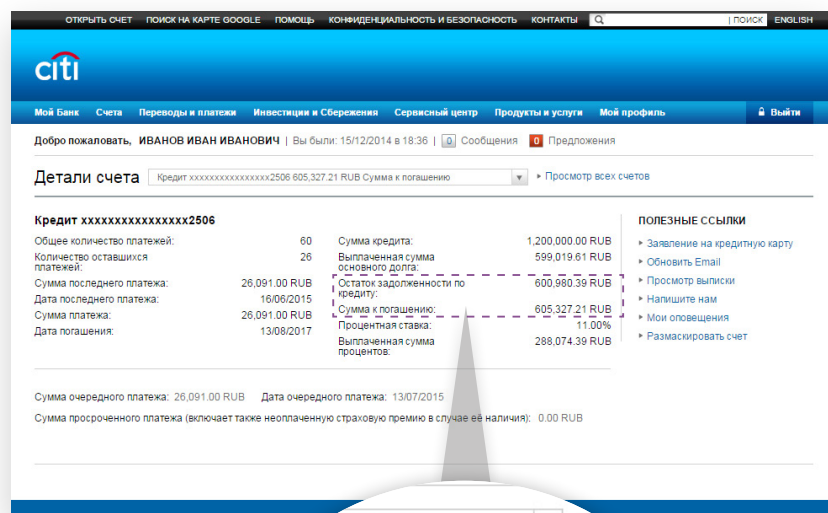 ОТКРЫТЬ СЧЕТ ПОИСК НА КАРТЕ GOOGLE ПОМОЩЬ КОНФИДЕНЦИАЛЬНОСТЬ И БЕЗОПАСНОСТЬ КОНТАКТЫ | ПОИСК ENGLISH
citi
Мой Банк Счета Переводы и платежи Инвестиции и Сбережения Сервисный центр Продукты и услуги Мой профиль Выйти
Добро пожаловать, ИВАНОВ ИВАН ИВАНОВИЧ | Вы были: 15/12/2014 в 18:36 | 0 Сообщения 0 Предложения
Детали счета Кредит xxxxxxxxxxxxxxxx2506 605,327.21 RUB Сумма к погашению Просмотр всех счетов
Кредит xxxxxxxxxxxxxxxx2506
Общее количество платежей: 60
Количество оставшихся
платежей: 26
Сумма последнего платежа: 26,091.00 RUB
Дата последнего платежа: 16/06/2015
Сумма платежа: 26,091.00 RUB
Дата погашения: 13/08/2017
Сумма кредита: 1,200,000.00 RUB
Выплаченная сумма
основного долга: 599,019.61 RUB
Остаток задолженности по
кредиту: 600,980.39 RUB
Сумма к погашению: 605,327.21 RUB
Процентная ставка: 11.00%
Выплаченная сумма
процентов: 288,074.39 RUB
ПОЛЕЗНЫЕ ССЫЛКИ
Заявление на кредитную карту
Обновить Email
Просмотр выписки
Напишите нам
Мои оповещения
Размаскировать счет
Сумма очередного платежа: 26,091.00 RUB Дата очередного платежа: 13/07/2015
Сумма просроченного платежа (включает также неоплаченную страховую премию в случае её наличия): 0.00 RUB